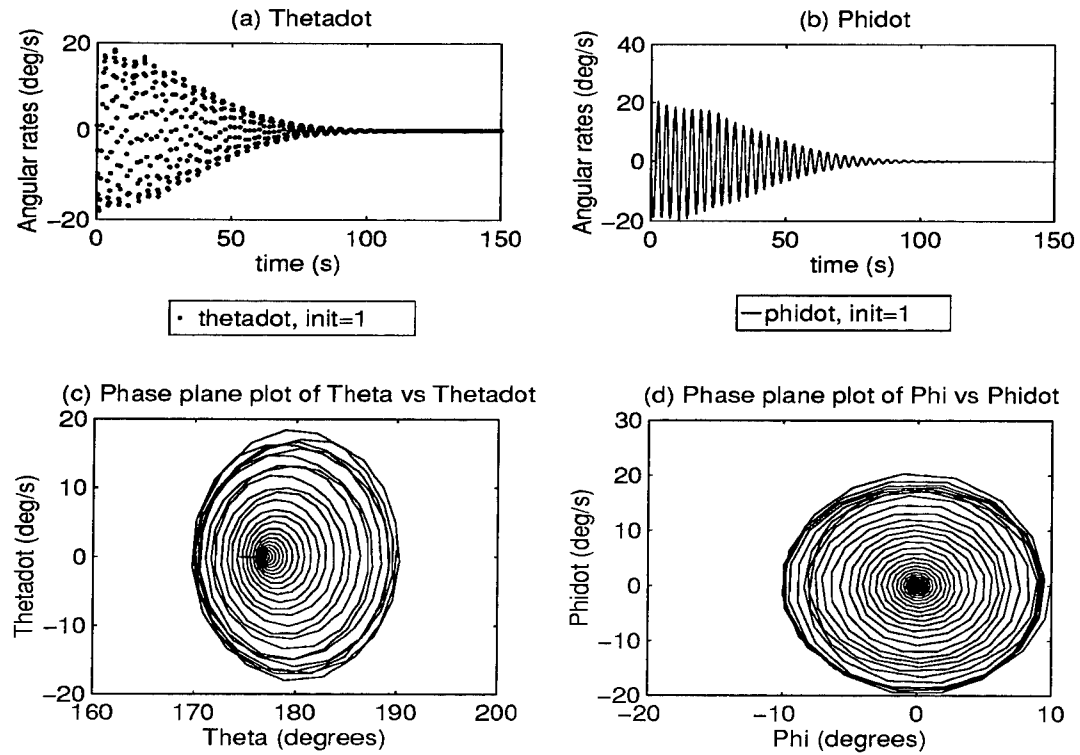 (a) Thetadot
Angular rates (deg/s)
20
0
−20
0 50 100 150
time (s)
• thetadot, init=1
(b) Phidot
Angular rates (deg/s)
40
20
0
−20
0 50 100 150
time (s)
— phidot, init=1
(c) Phase plane plot of Theta vs Thetadot
Thetadot (deg/s)
20
10
0
−10
−20
160 170 180 190 200
Theta (degrees)
(d) Phase plane plot of Phi vs Phidot
Phidot (deg/s)
30
20
10
0
−10
−20
−20 −10 0 10
Phi (degrees)